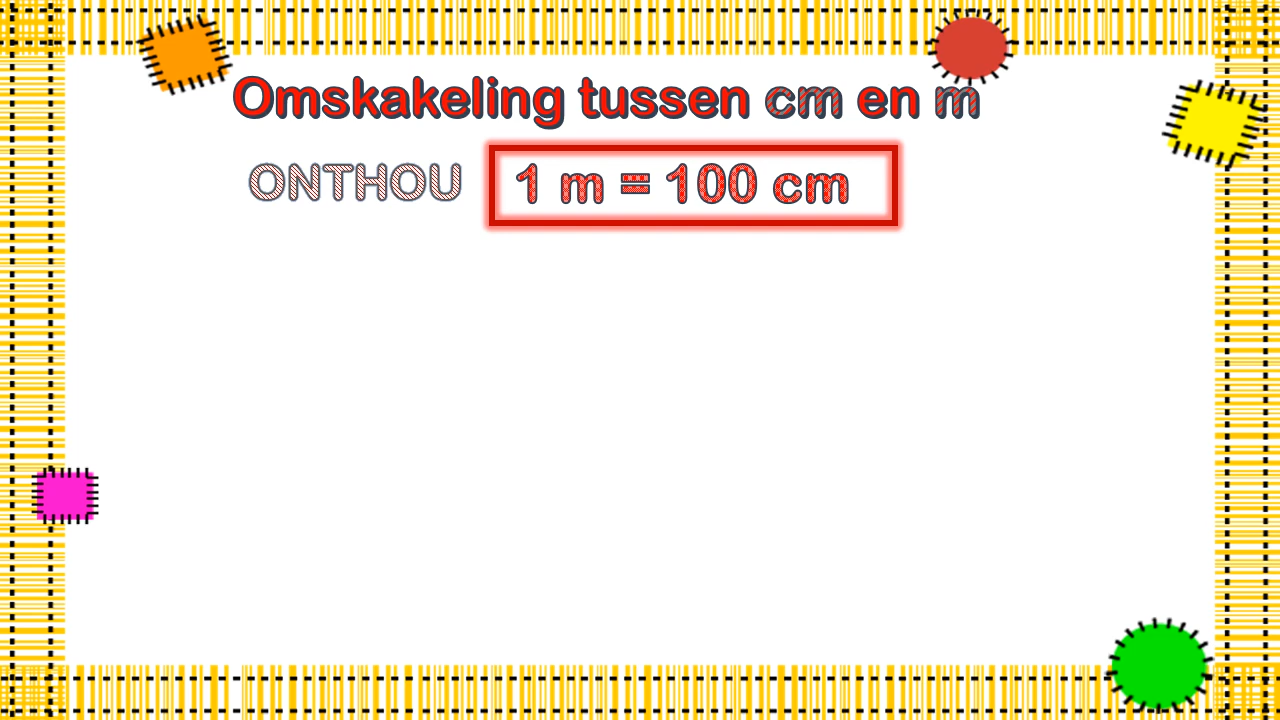 Omskakeling tussen cm en m
ONTHOU 1 m = 100 cm